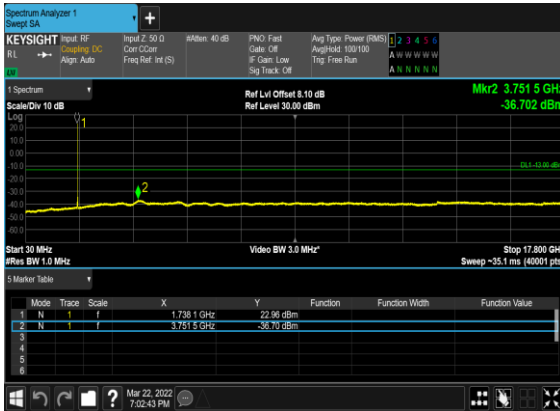 Spectrum Analyzer 1
Swept SA
+
KEYSIGHT Input: RF Input Z: 50 Ω #Atten: 40 dB PNO: Fast Avg Type: Power (RMS) 1 2 3 4 5 6
RL Coupling: DC Corr CCorr Gate: Off Avg|Hold: 100/100 A W W W W W
Align: Auto Freq Ref: Int (S) IF Gain: Low Trig: Free Run
Sig Track: Off A N N N N N
1 Spectrum Ref Lvl Offset 8.10 dB Mkr2 3.751 5 GHz
Scale/Div 10 dB Ref Level 30.00 dBm -36.702 dBm
Log
20.0
10.0
0.00
-10.0
-20.0
-30.0
-40.0
-50.0
-60.0
1
2
DL1 -13.00 dBm
Start 30 MHz Video BW 3.0 MHz* Stop 17.800 GHz
#Res BW 1.0 MHz Sweep ~35.1 ms (40001 pts)
5 Marker Table
Mode Trace Scale X Y Function Function Width Function Value
1 N 1 f 1.738 1 GHz 22.96 dBm
2 N 1 f 3.751 5 GHz -36.70 dBm
3
4
5
6
? Mar 22, 2022
7:02:43 PM